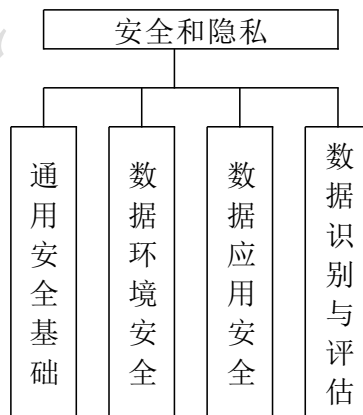 安全和隐私
通用安全基础
数据环境安全
数据应用安全
数据识别与评估